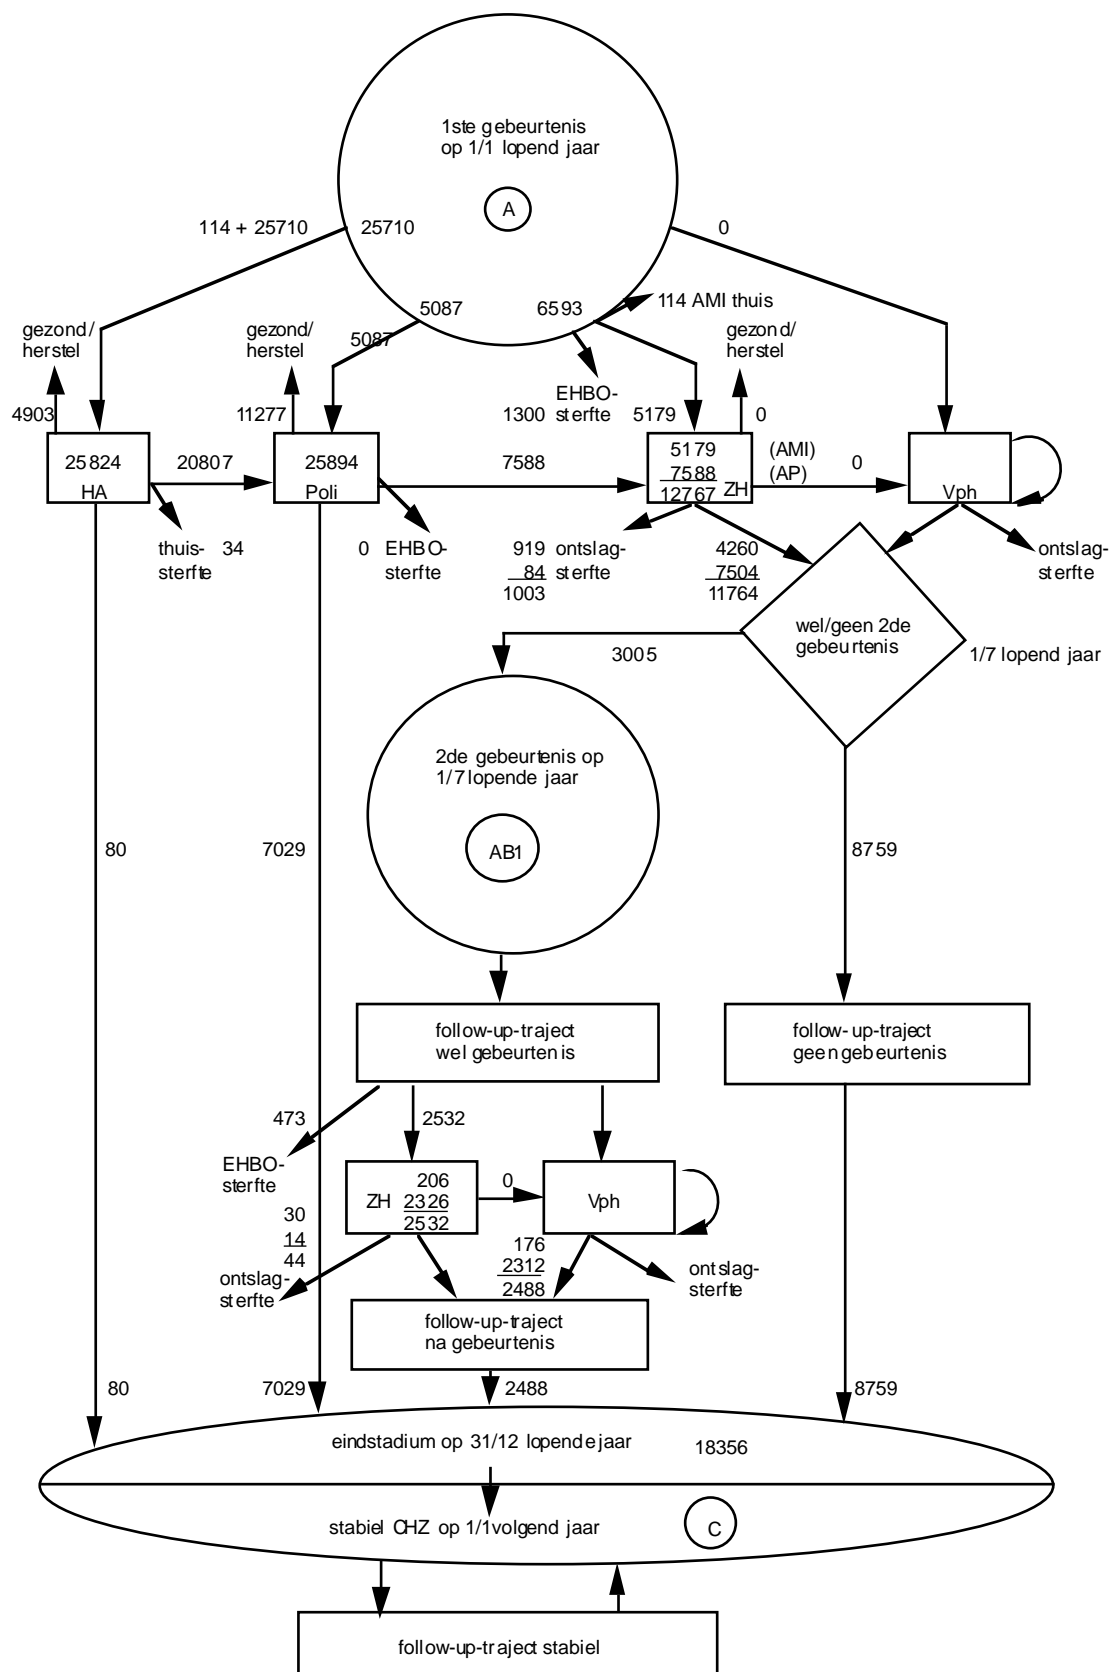 1ste gebeurtenis
op 1/1 lopend jaar
A
114 + 25710
25710
0
5087
6593
114 AMI thuis
gezond/
herstel
gezond/
herstel
5087
gezond/
herstel
EHBO-
sterfte
4903
11277
1300
5179
0
25824
HA
20807
25894
Poli
7588
5179
7588
12767
ZH
(AMI)
(AP)
0
Vph
thuis-
sterfte
34
0
EHBO-
sterfte
919
84
1003
ontslag-
sterfte
4260
7504
11764
ontslag-
sterfte
wel/geen 2de
gebeurtenis
1/7 lopend jaar
3005
2de gebeurtenis op
1/7 lopende jaar
AB1
80
7029
8759
follow-up-traject
wel gebeurtenis
follow-up-traject
geen gebeurtenis
473
2532
EHBO-
sterfte
ZH
206
2326
2532
0
Vph
30
14
44
ontslag-
sterfte
176
2312
2488
ontslag-
sterfte
follow-up-traject
na gebeurtenis
80
7029
2488
8759
eindstadium op 31/12 lopende jaar
18356
stabiel CHZ op 1/1 volgend jaar
C
follow-up-traject stabiel